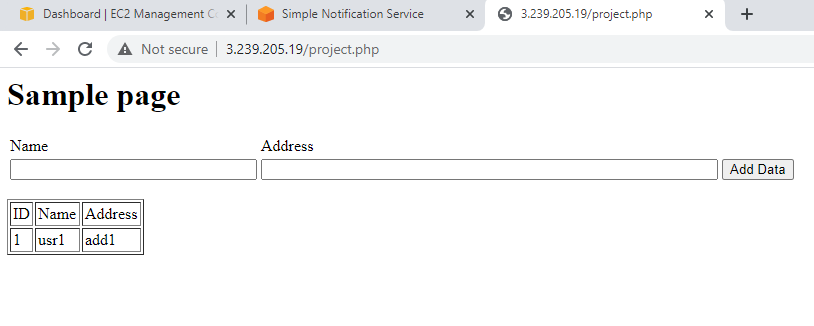 Dashboard | EC2 Management C
Simple Notification Service
3.239.205.19/project.php
Not secure
3.239.205.19/project.php
Sample page
Name Address
Add Data
ID Name Address
1 usr1 add1